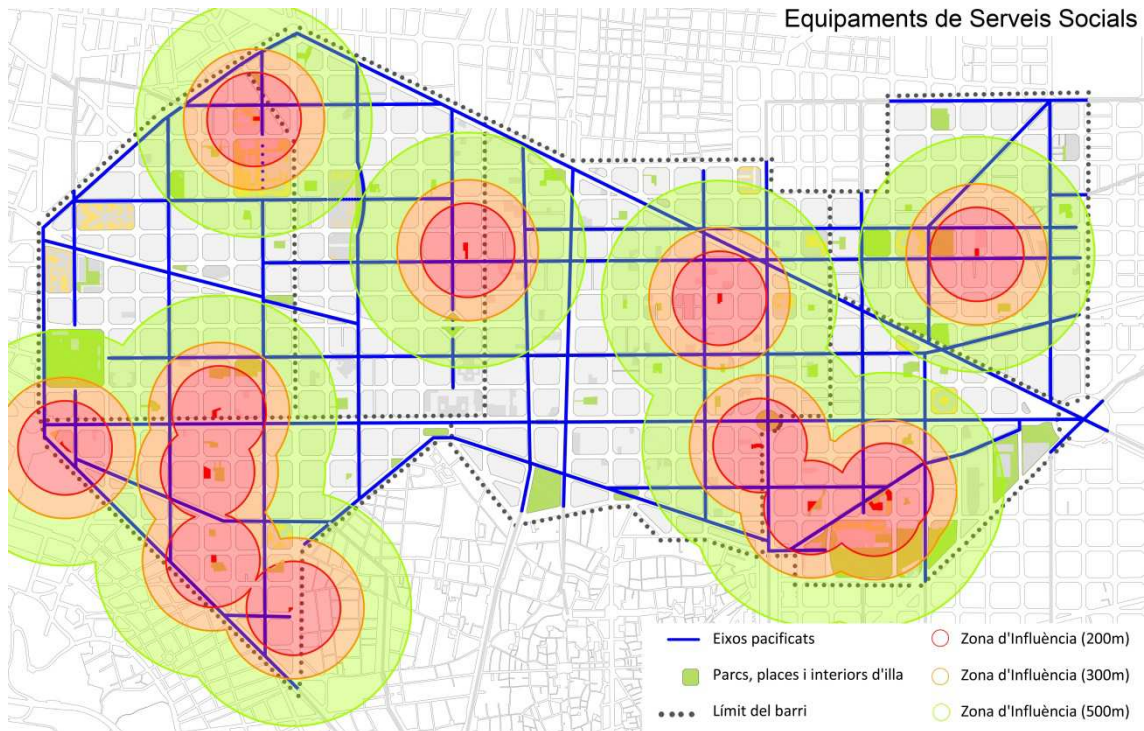 Equipaments de Serveis Socials
Eixos pacificats
Parcs, places i interiors d'illa
Límit del barri
Zona d'Influència (200m)
Zona d'Influència (300m)
Zona d'Influència (500m)